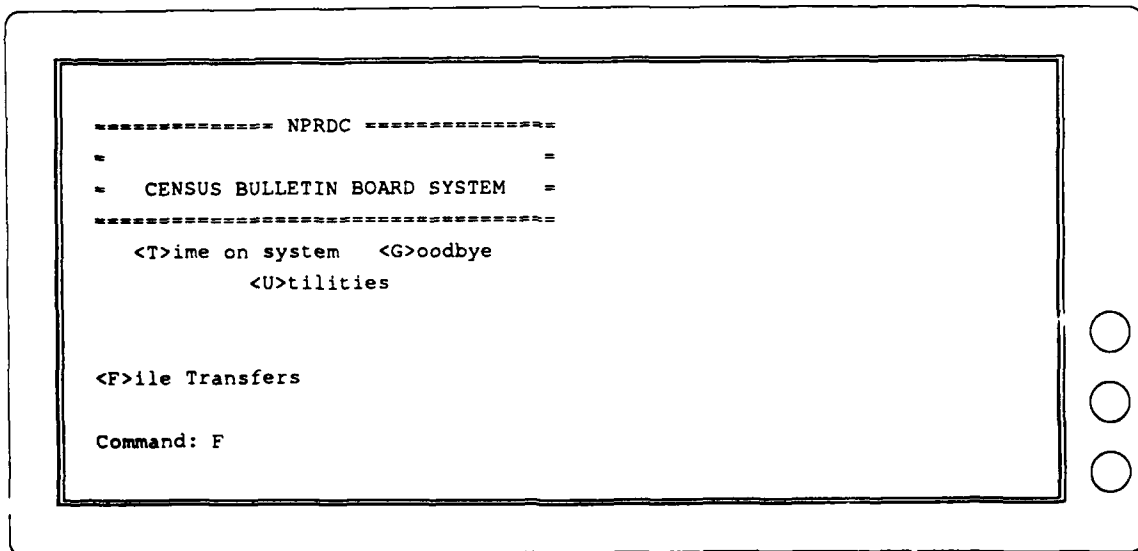 ============== NPRDC ===============
= =
= CENSUS BULLETIN BOARD SYSTEM =
====================================
<T>ime on system <G>oodbye
<U>tilities
<F>ile Transfers
Command: F